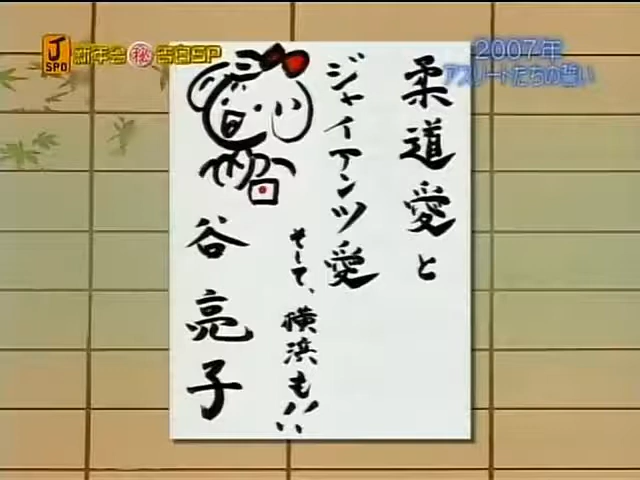 J
SPO
新年会㊙告白SP
2007年
アスリートたちの誓い
柔道愛と
ジャイアンツ愛
そして、横浜も!!
谷亮子